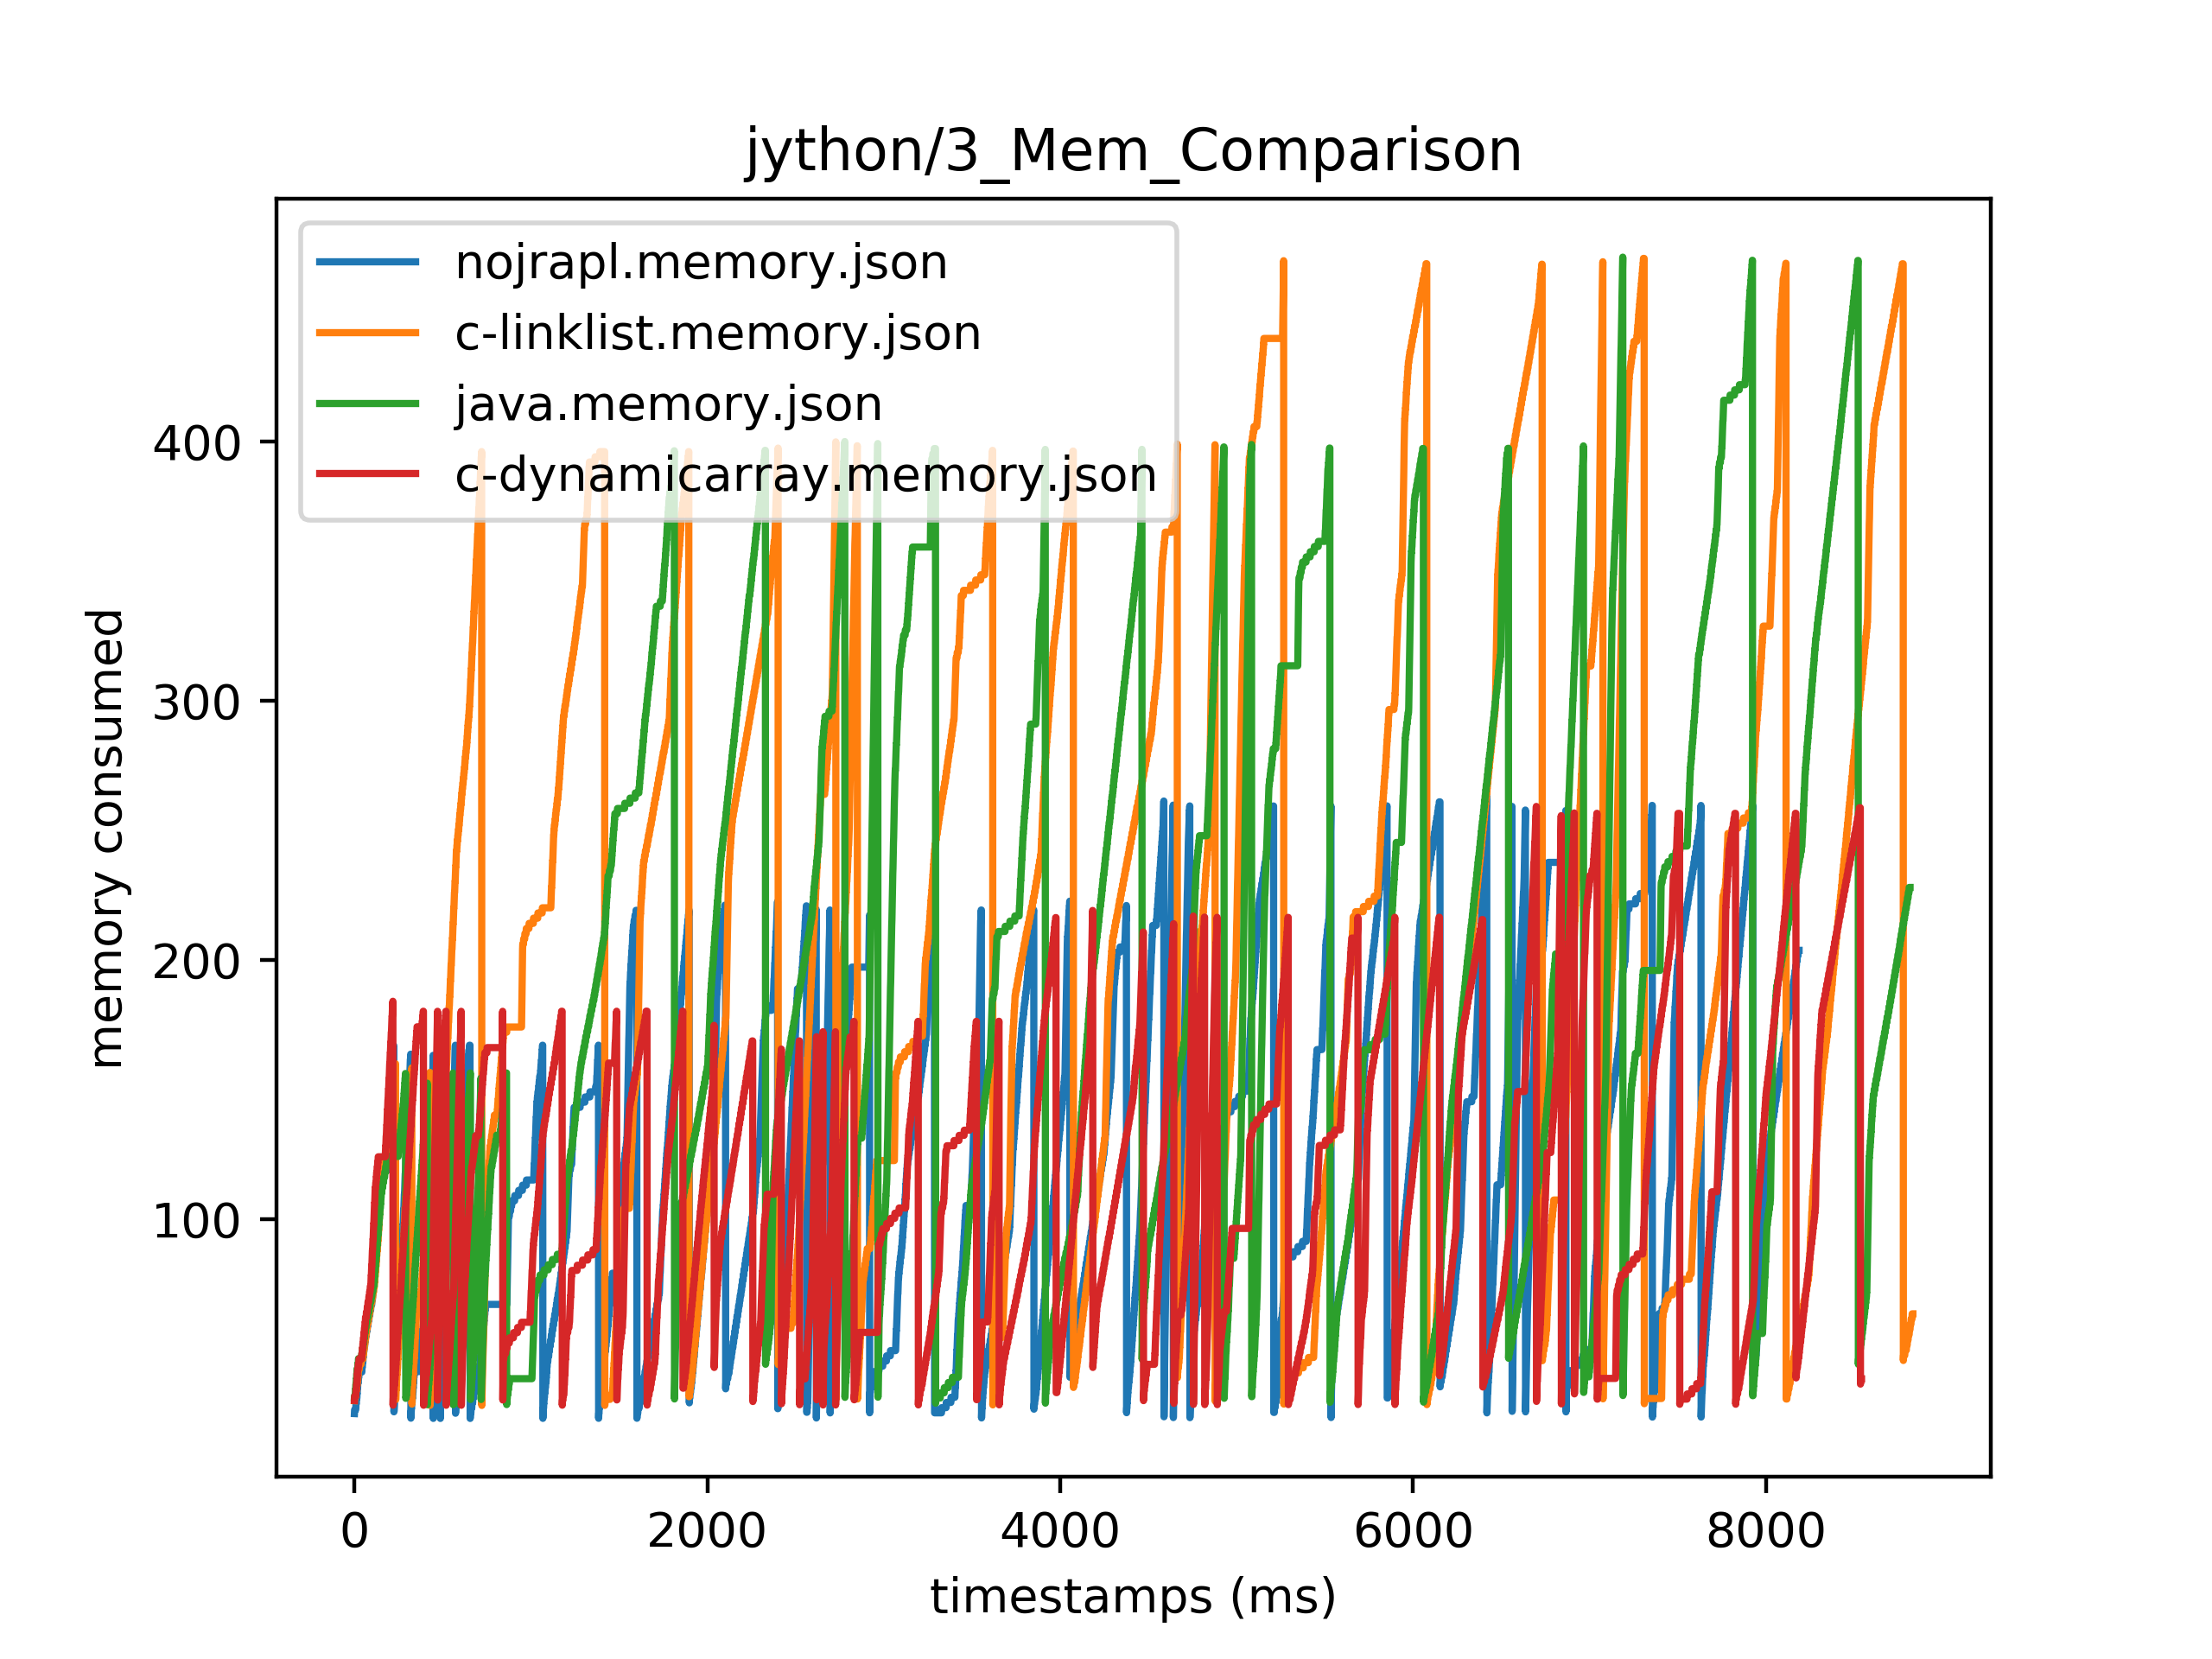 jython/3_Mem_Comparison
nojrapl.memory.json
c-linklist.memory.json
java.memory.json
c-dynamicarray.memory.json
memory consumed
400
300
200
100
0 2000 4000 6000 8000
timestamps (ms)